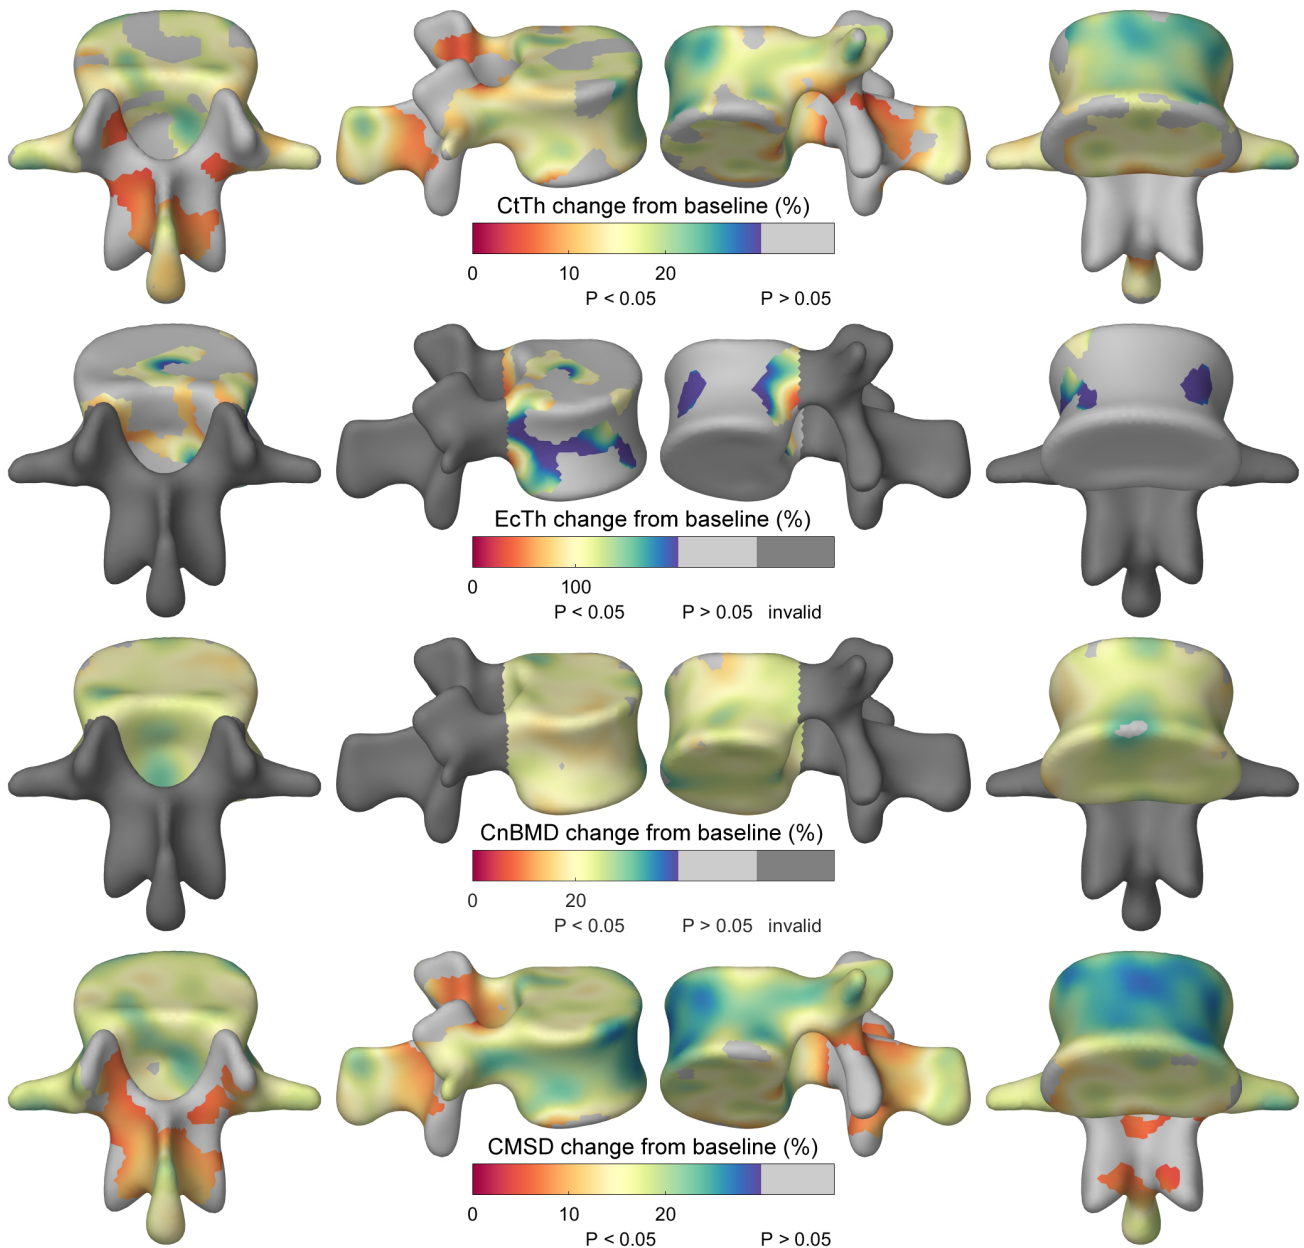 CtTh change from baseline (%)
0 10 20
P < 0.05 P > 0.05
EcTh change from baseline (%)
0 100
P < 0.05 P > 0.05 invalid
CnBMD change from baseline (%)
0 20
P < 0.05 P > 0.05 invalid
CMSD change from baseline (%)
0 10 20
P < 0.05 P > 0.05